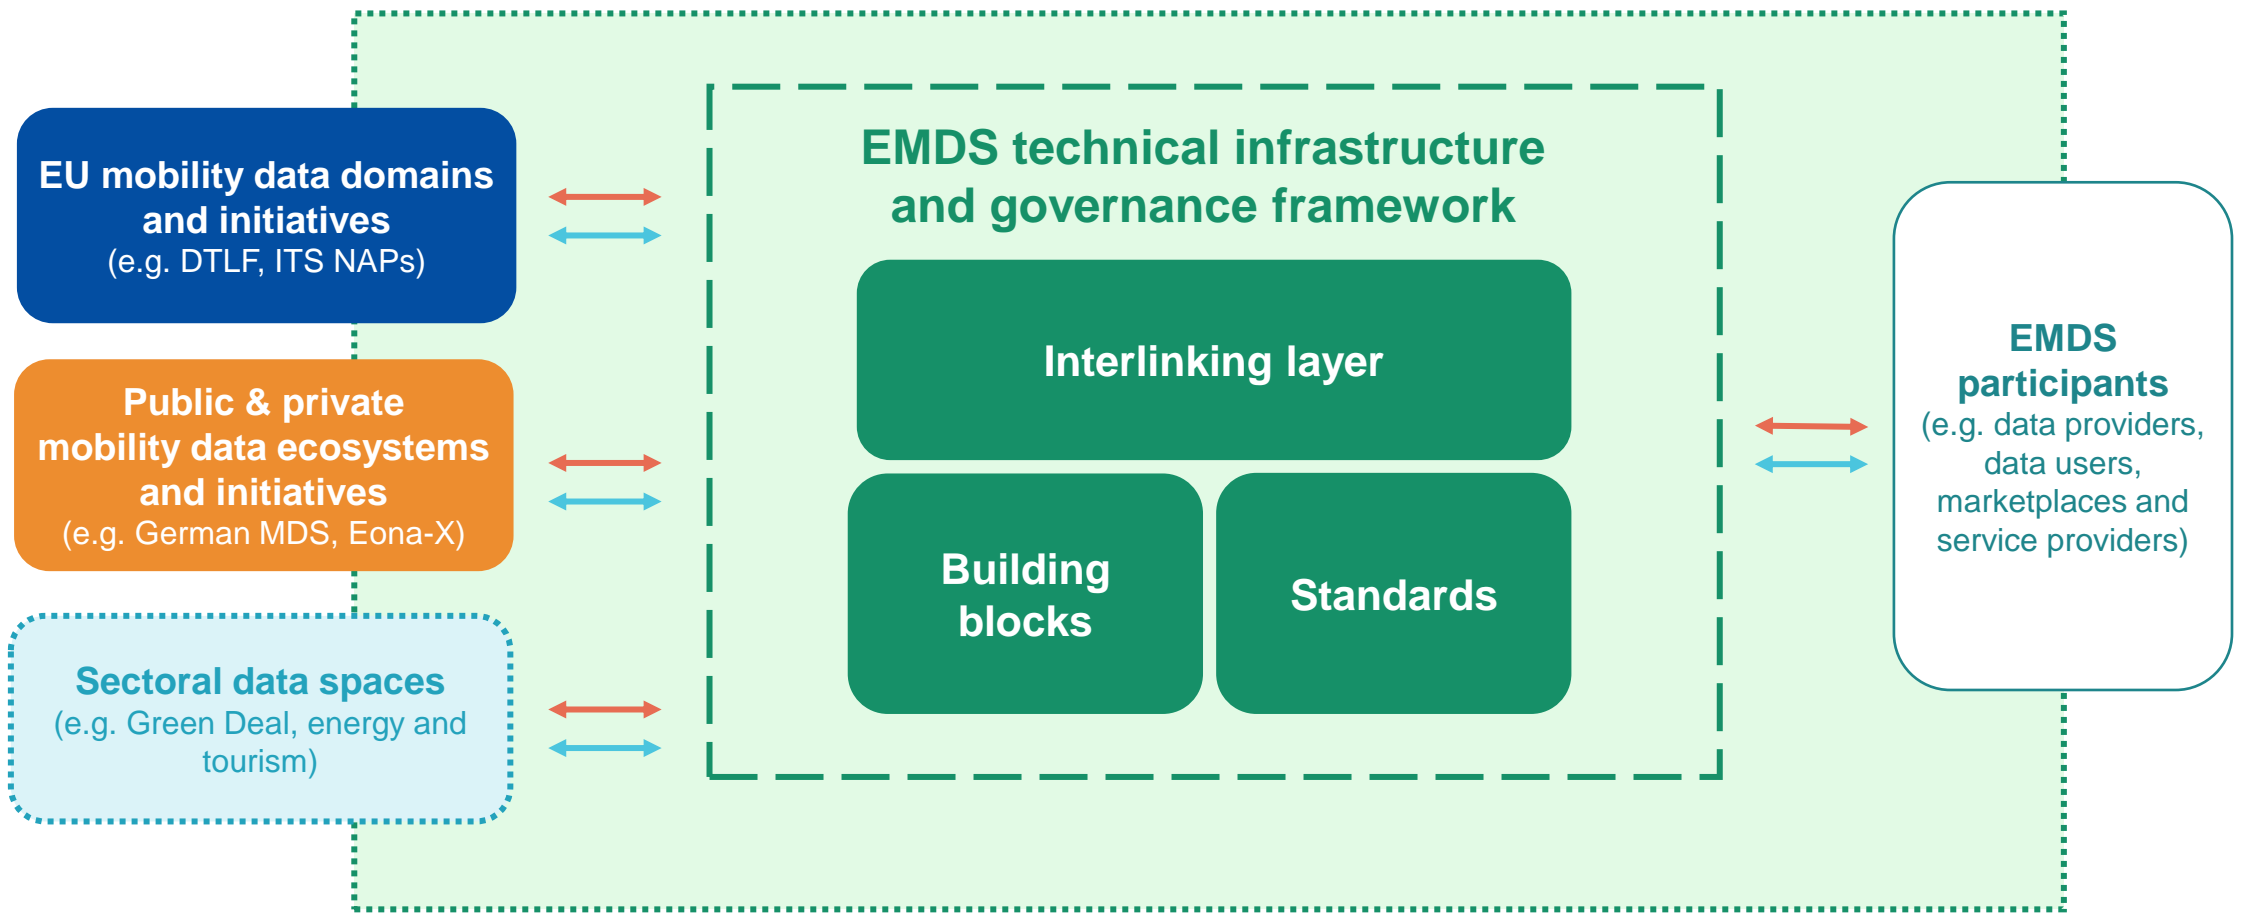 EU mobility data domains
and initiatives
(e.g. DTLF, ITS NAPs)
Public & private
mobility data ecosystems
and initiatives
(e.g. German MDS, Eona-X)
Sectoral data spaces
(e.g. Green Deal, energy and
tourism)
EMDS technical infrastructure
and governance framework
Interlinking layer
Building
blocks
Standards
EMDS
participants
(e.g. data providers,
data users,
marketplaces and
service providers)